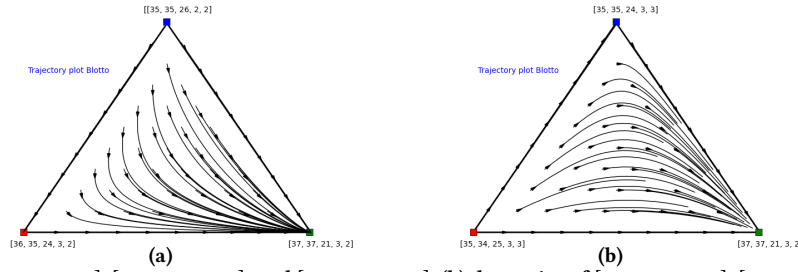 [[35, 35, 26, 2, 2]
Trajectory plot Blotto
[36, 35, 24, 3, 2]
[37, 37, 21, 3, 2]
(a)
[35, 35, 24, 3, 3]
Trajectory plot Blotto
[35, 34, 25, 3, 3]
[37, 37, 21, 3, 2
(b)